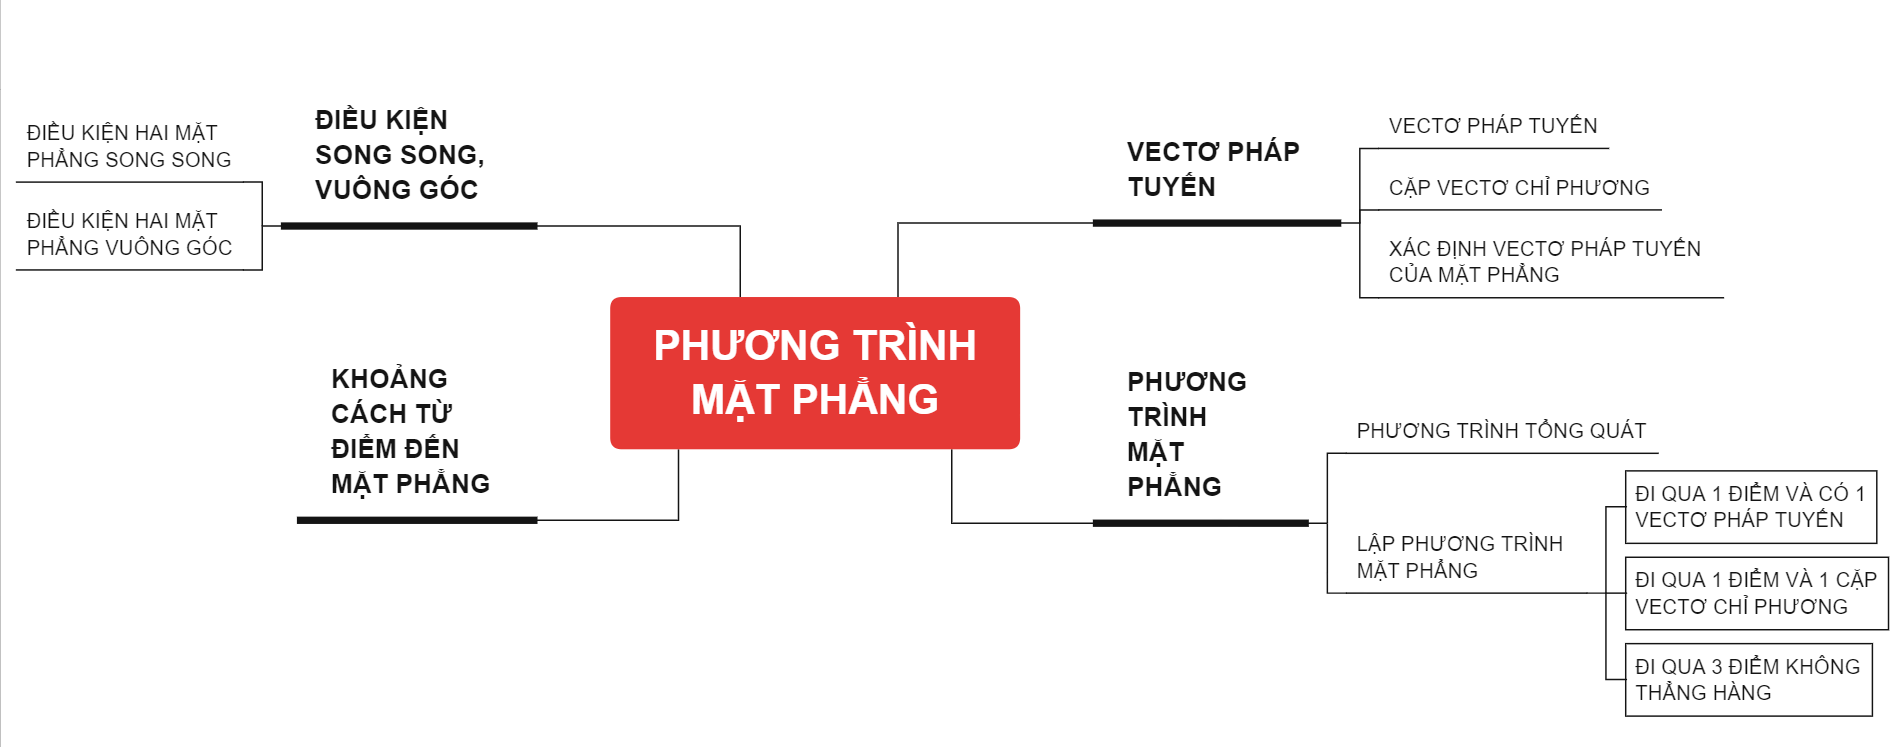 PHƯƠNG TRÌNH
MẶT PHẲNG
ĐIỀU KIỆN
SONG SONG,
VUÔNG GÓC
ĐIỀU KIỆN HAI MẶT
PHẲNG SONG SONG
ĐIỀU KIỆN HAI MẶT
PHẲNG VUÔNG GÓC
KHOẢNG
CÁCH TỪ
ĐIỂM ĐẾN
MẶT PHẲNG
VECTƠ PHÁP
TUYẾN
VECTƠ PHÁP TUYẾN
CẶP VECTƠ CHỈ PHƯƠNG
XÁC ĐỊNH VECTƠ PHÁP TUYẾN
CỦA MẶT PHẲNG
PHƯƠNG
TRÌNH
MẶT
PHẲNG
PHƯƠNG TRÌNH TỔNG QUÁT
LẬP PHƯƠNG TRÌNH
MẶT PHẲNG
ĐI QUA 1 ĐIỂM VÀ CÓ 1
VECTƠ PHÁP TUYẾN
ĐI QUA 1 ĐIỂM VÀ 1 CẶP
VECTƠ CHỈ PHƯƠNG
ĐI QUA 3 ĐIỂM KHÔNG
THẲNG HÀNG